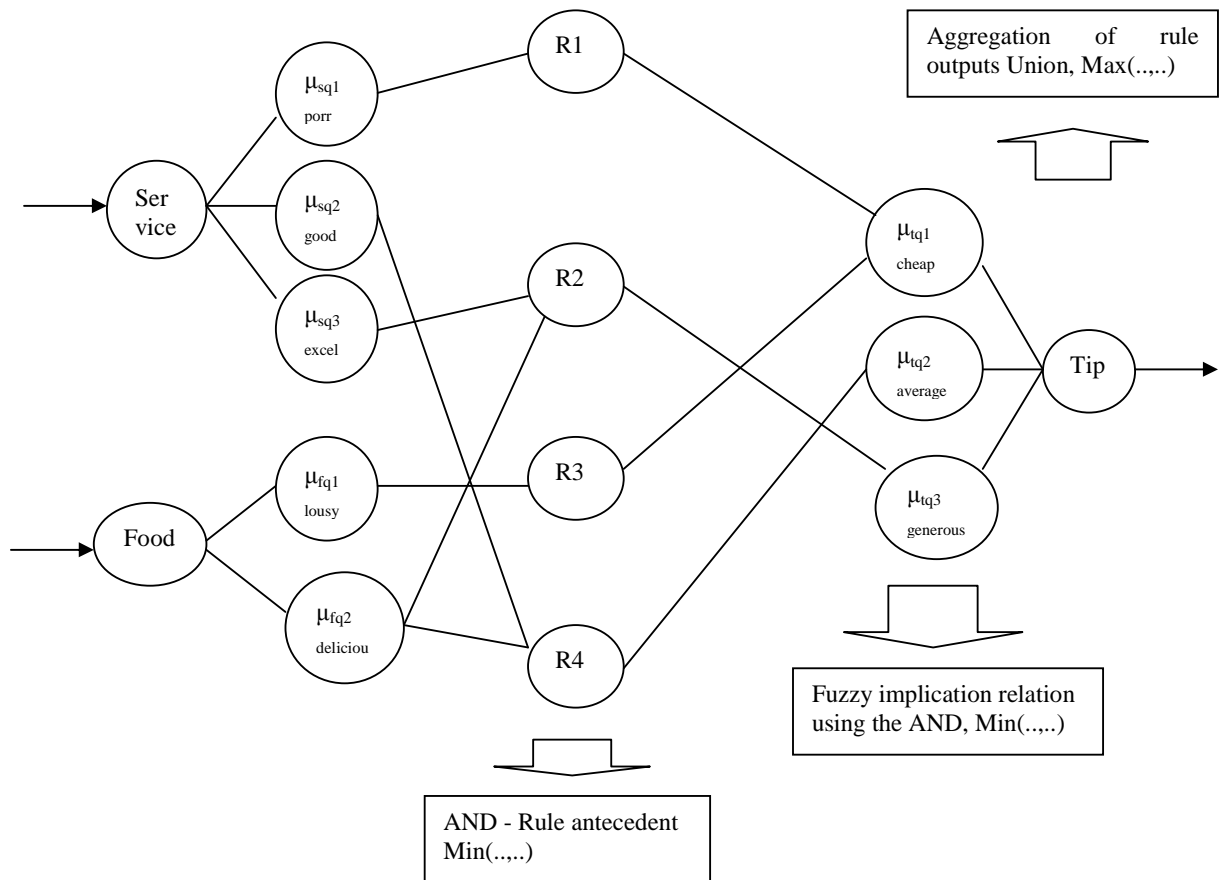 R1
Aggregation of rule
outputs Union, Max(..,..)
μsq1
porr
Ser
vice
μsq2
good
μsq3
excel
R2
μtq1
cheap
μtq2
average
Tip
μfq1
lousy
R3
μtq3
generous
Food
μfq2
deliciou
R4
Fuzzy implication relation
using the AND, Min(..,..)
AND - Rule antecedent
Min(..,..)